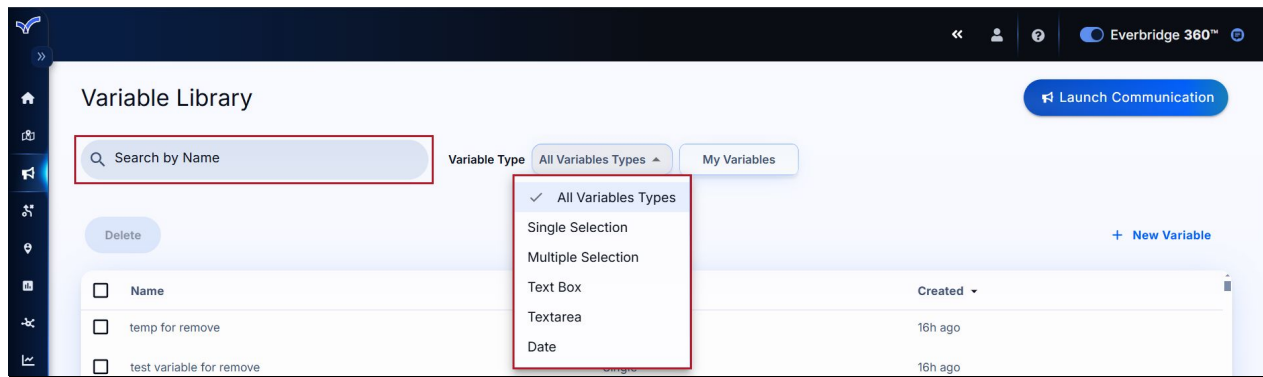 Everbridge 360™
Variable Library
Launch Communication
Search by Name
Variable Type
All Variables Types
My Variables
All Variables Types
Single Selection
Multiple Selection
Text Box
Textarea
Date
Delete
+ New Variable
Name
Created
temp for remove
16h ago
test variable for remove
Single
16h ago